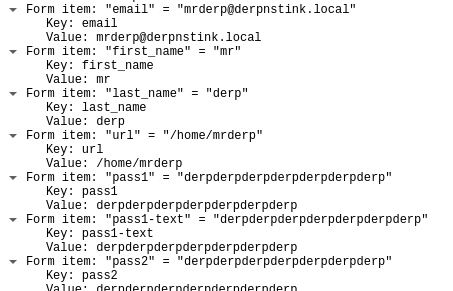 Form item: "email" = "mrderp@derpnstink.local"
Key: email
Value: mrderp@derpnstink.local
Form item: "first_name" = "mr"
Key: first_name
Value: mr
Form item: "last_name" = "derp"
Key: last_name
Value: derp
Form item: "url" = "/home/mrderp"
Key: url
Value: /home/mrderp
Form item: "pass1" = "derpderpderpderpderpderpderp"
Key: pass1
Value: derpderpderpderpderpderpderp
Form item: "pass1-text" = "derpderpderpderpderpderpderp"
Key: pass1-text
Value: derpderpderpderpderpderpderp
Form item: "pass2" = "derpderpderpderpderpderpderp"
Key: pass2
Value: derpderpderpderpderpderpderp